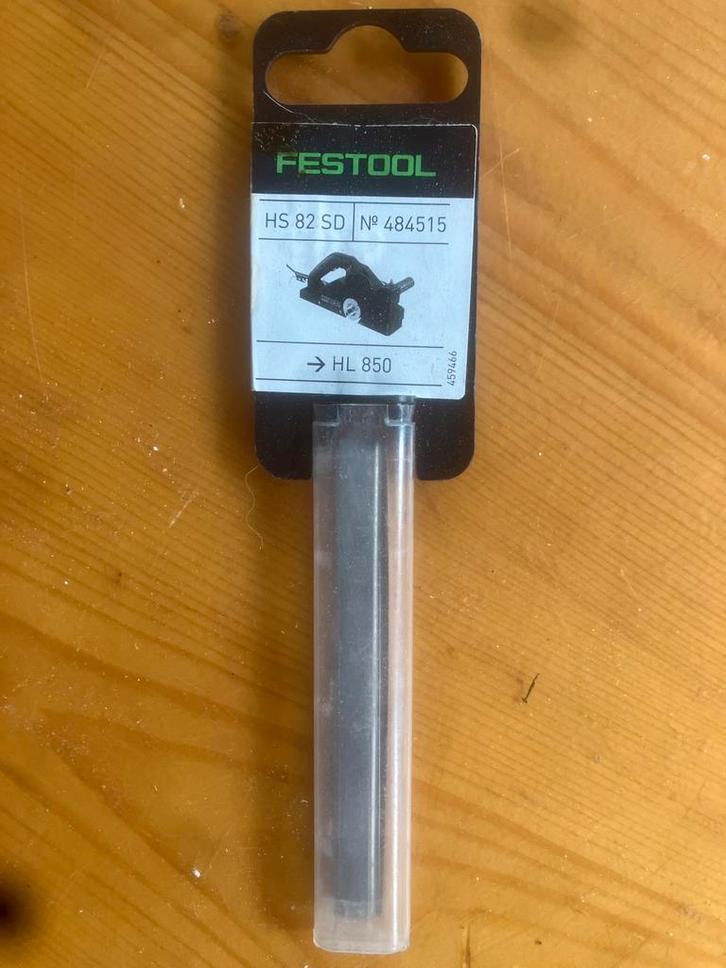 FESTOOL
HS 82 SD № 484515
→ HL 850
459466